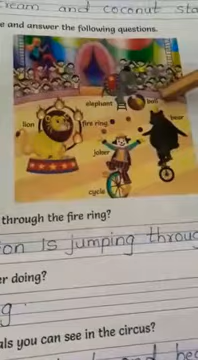 cream and coconut sta
e and answer the following questions.
elephant
ball
lion
fire ring
bear
joker
cycle
through the fire ring?
on is jumping throug
er doing?
g
als you can see in the circus?